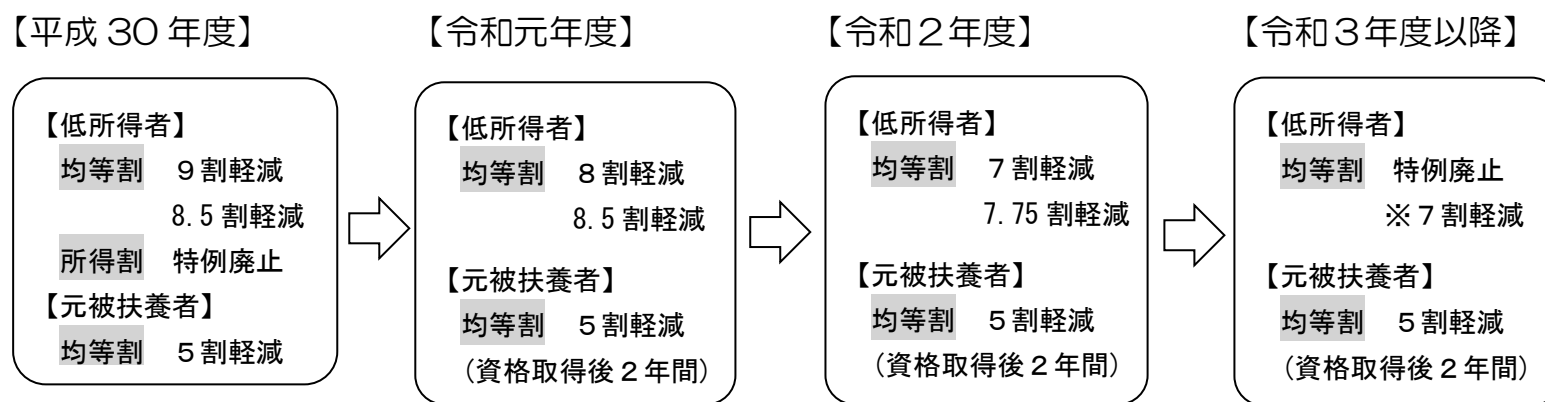 【平成 30 年度】
【低所得者】
均等割 ９割軽減
8.5 割軽減
所得割 特例廃止
【元被扶養者】
均等割 ５割軽減
【令和元年度】
【低所得者】
均等割 ８割軽減
8.5 割軽減
【元被扶養者】
均等割 ５割軽減
（資格取得後２年間）
【令和２年度】
【低所得者】
均等割 ７割軽減
7.75 割軽減
【元被扶養者】
均等割 ５割軽減
（資格取得後２年間）
【令和３年度以降】
【低所得者】
均等割 特例廃止
※７割軽減
【元被扶養者】
均等割 ５割軽減
（資格取得後２年間）